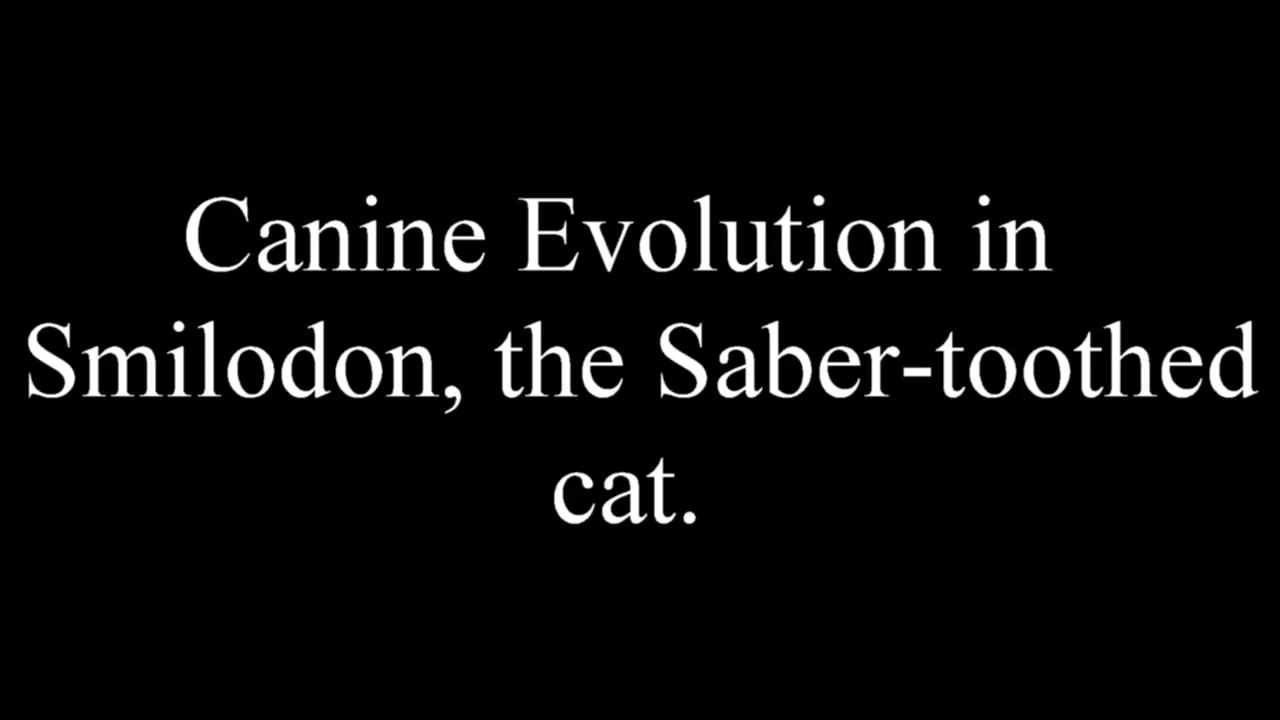 Canine Evolution in
Smilodon, the Saber-toothed
cat.